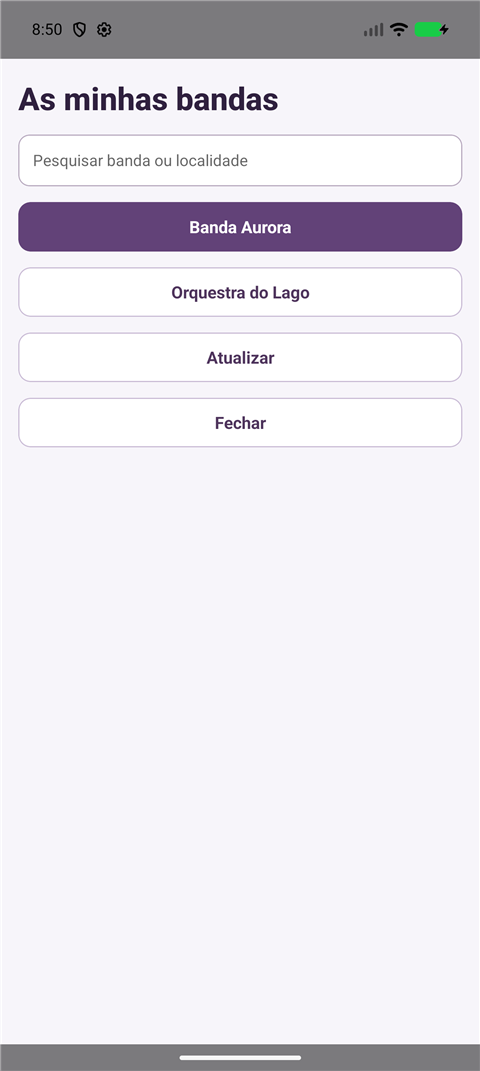 8:50
As minhas bandas
Pesquisar banda ou localidade
Banda Aurora
Orquestra do Lago
Atualizar
Fechar